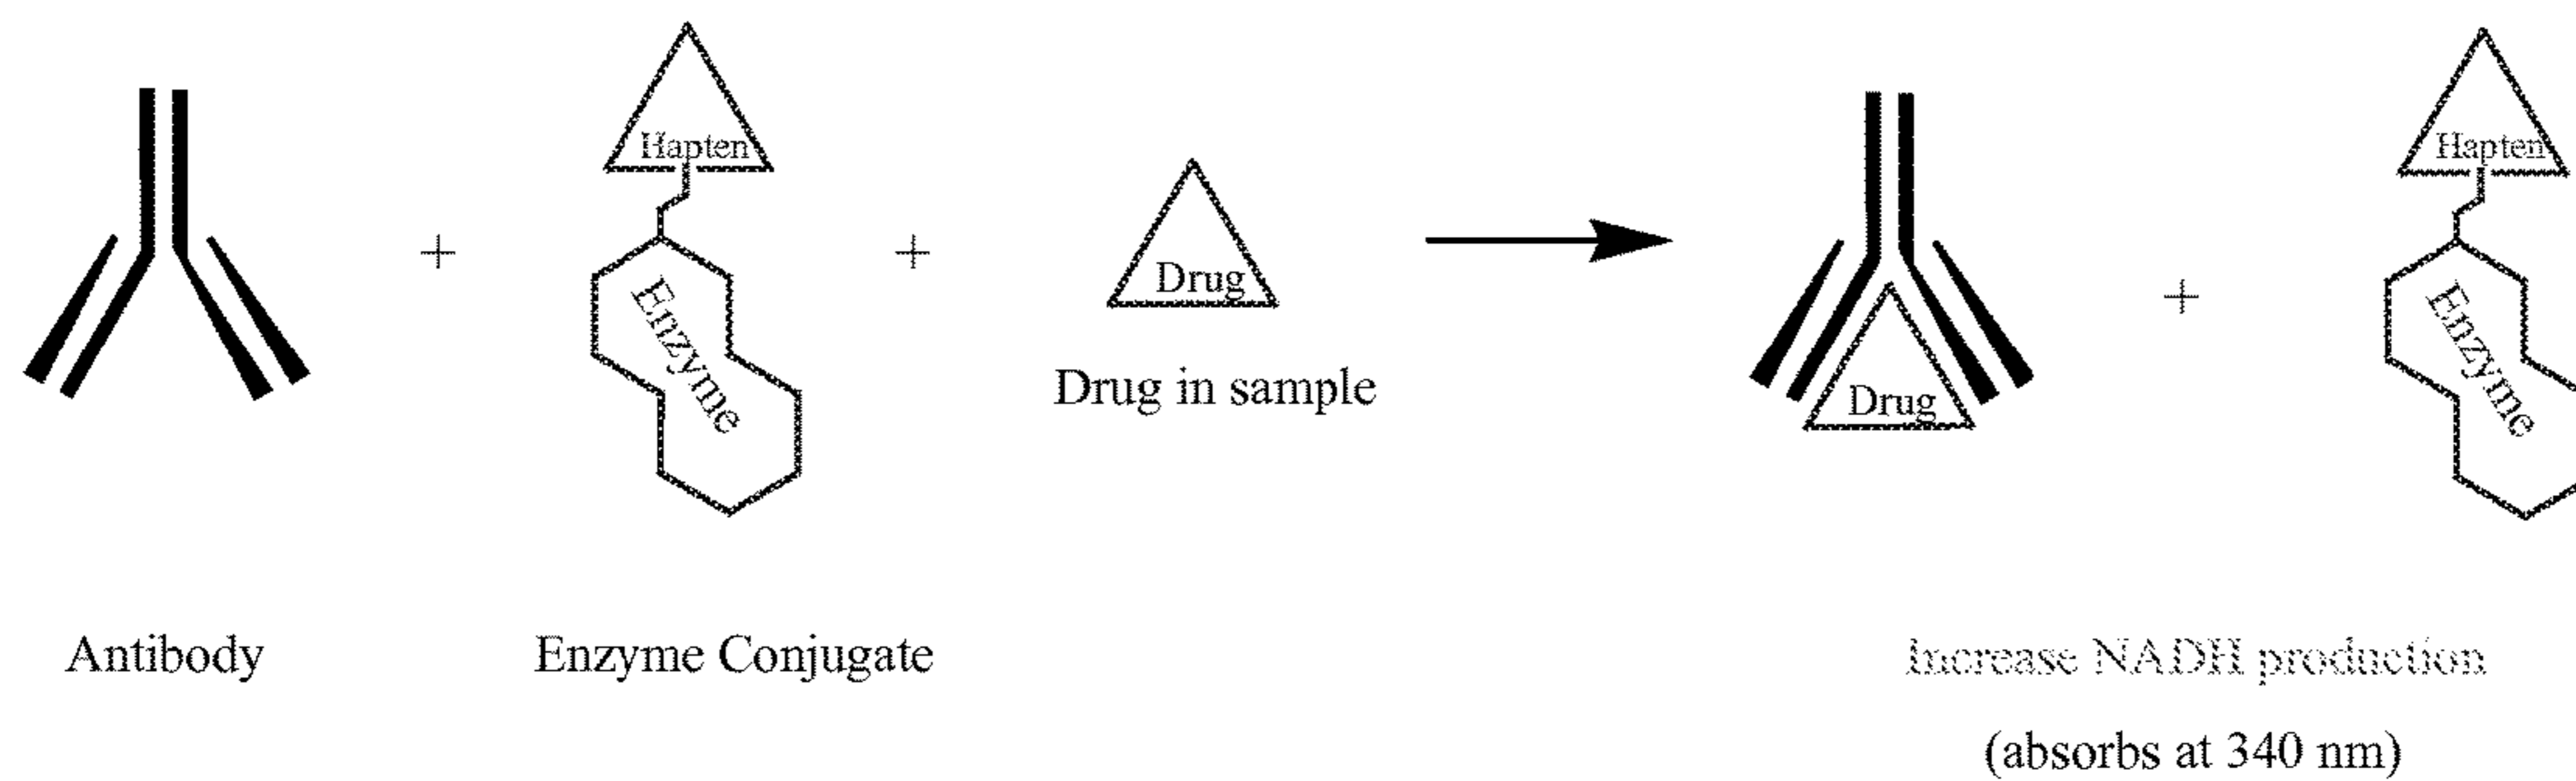 Hapten
Enzyme
+
+
Drug
Drug in sample
Drug
+
Hapten
Enzyme
Antibody
Enzyme Conjugate
Increase NADH production
(absorbs at 340 nm)